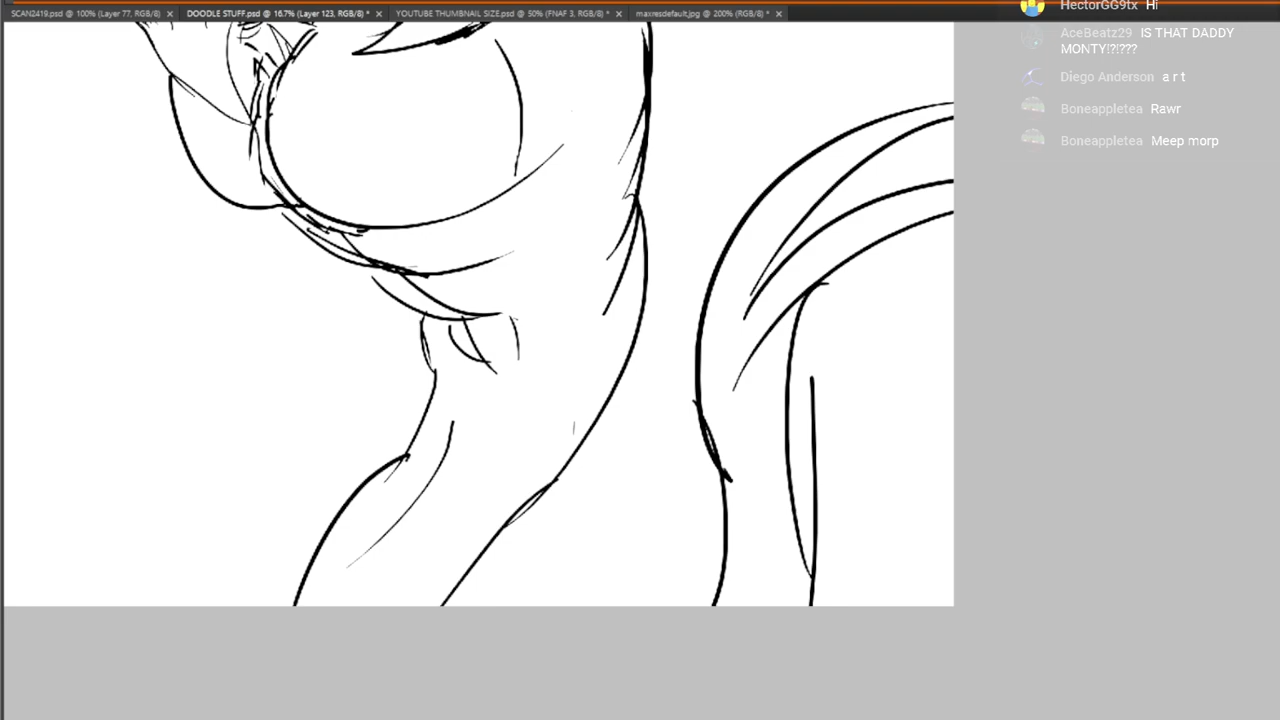 SCAN2419.psd @ 100% (Layer 77, RGB/8) ×
DOODLE STUFF.psd @ 16.7% (Layer 123, RGB/8) * ×
YOUTUBE THUMBNAIL SIZE.psd @ 50% (FNAF 3, RGB/8) * ×
maxresdefault.jpg @ 200% (RGB/8) * ×
HectorGG9tx Hi
AceBeatz29 IS THAT DADDY
MONTY!?!???
Diego Anderson a r t
Boneappletea Rawr
Boneappletea Meep morp